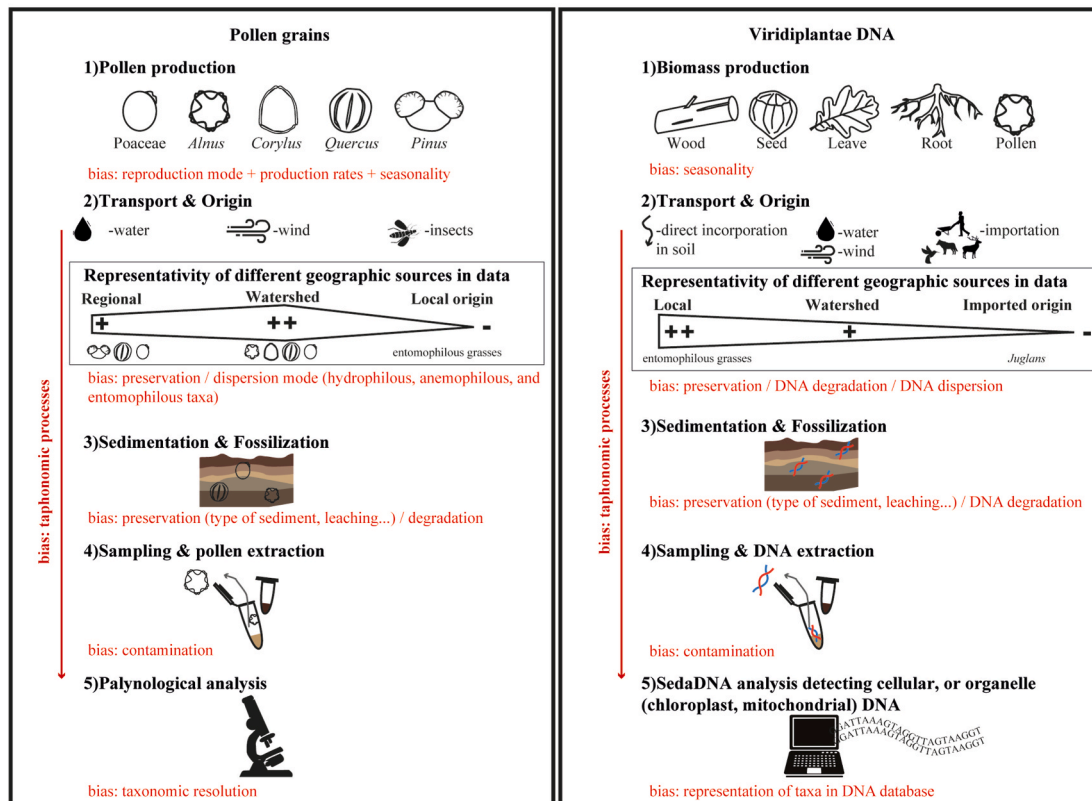 Pollen grains
1)Pollen production
Poaceae Alnus Corylus Quercus Pinus
bias: reproduction mode + production rates + seasonality
2)Transport & Origin
-water -wind -insects
Representativity of different geographic sources in data
Regional Watershed Local origin
+ ++ -
entomophilous grasses
bias: preservation / dispersion mode (hydrophilous, anemophilous, and
entomophilous taxa)
3)Sedimentation & Fossilization
bias: preservation (type of sediment, leaching...) / degradation
4)Sampling & pollen extraction
bias: contamination
5)Palynological analysis
bias: taxonomic resolution
bias: taphonomic processes
Viridiplantae DNA
1)Biomass production
Wood Seed Leave Root Pollen
bias: seasonality
2)Transport & Origin
-direct incorporation
in soil
-water
-wind
-importation
Representativity of different geographic sources in data
Local Watershed Imported origin
++ + -
entomophilous grasses Juglans
bias: preservation / DNA degradation / DNA dispersion
3)Sedimentation & Fossilization
bias: preservation (type of sediment, leaching...) / DNA degradation
4)Sampling & DNA extraction
bias: contamination
5)SedaDNA analysis detecting cellular, or organelle
(chloroplast, mitochondrial) DNA
GATTAAAGTAGGTTAGTAAGGT
GATTAAAGTAGGTTAGTAAGGT
bias: representation of taxa in DNA database
bias: taphonomic processes